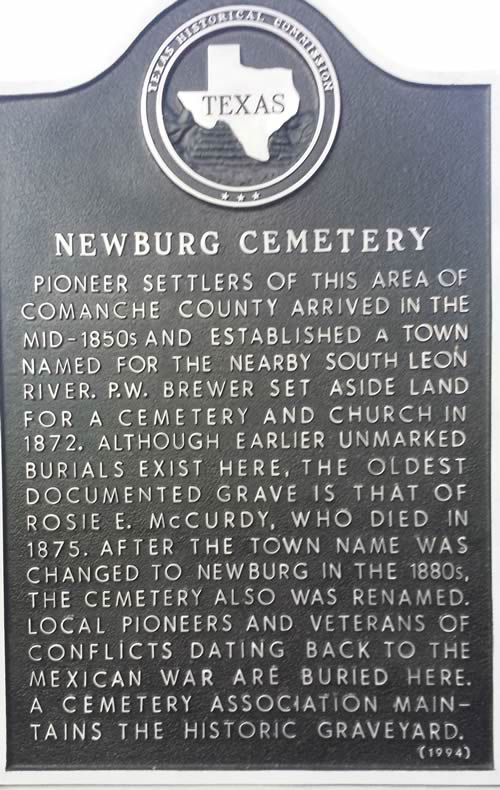 TEXAS HISTORICAL COMMISSION
TEXAS
NEWBURG CEMETERY
PIONEER SETTLERS OF THIS AREA OF
COMANCHE COUNTY ARRIVED IN THE
MID-1850s AND ESTABLISHED A TOWN
NAMED FOR THE NEARBY SOUTH LEON
RIVER. P.W. BREWER SET ASIDE LAND
FOR A CEMETERY AND CHURCH IN
1872. ALTHOUGH EARLIER UNMARKED
BURIALS EXIST HERE, THE OLDEST
DOCUMENTED GRAVE IS THAT OF
ROSIE E. McCURDY, WHO DIED IN
1875. AFTER THE TOWN NAME WAS
CHANGED TO NEWBURG IN THE 1880s,
THE CEMETERY ALSO WAS RENAMED.
LOCAL PIONEERS AND VETERANS OF
CONFLICTS DATING BACK TO THE
MEXICAN WAR ARE BURIED HERE.
A CEMETERY ASSOCIATION MAIN-
TAINS THE HISTORIC GRAVEYARD.
(1994)